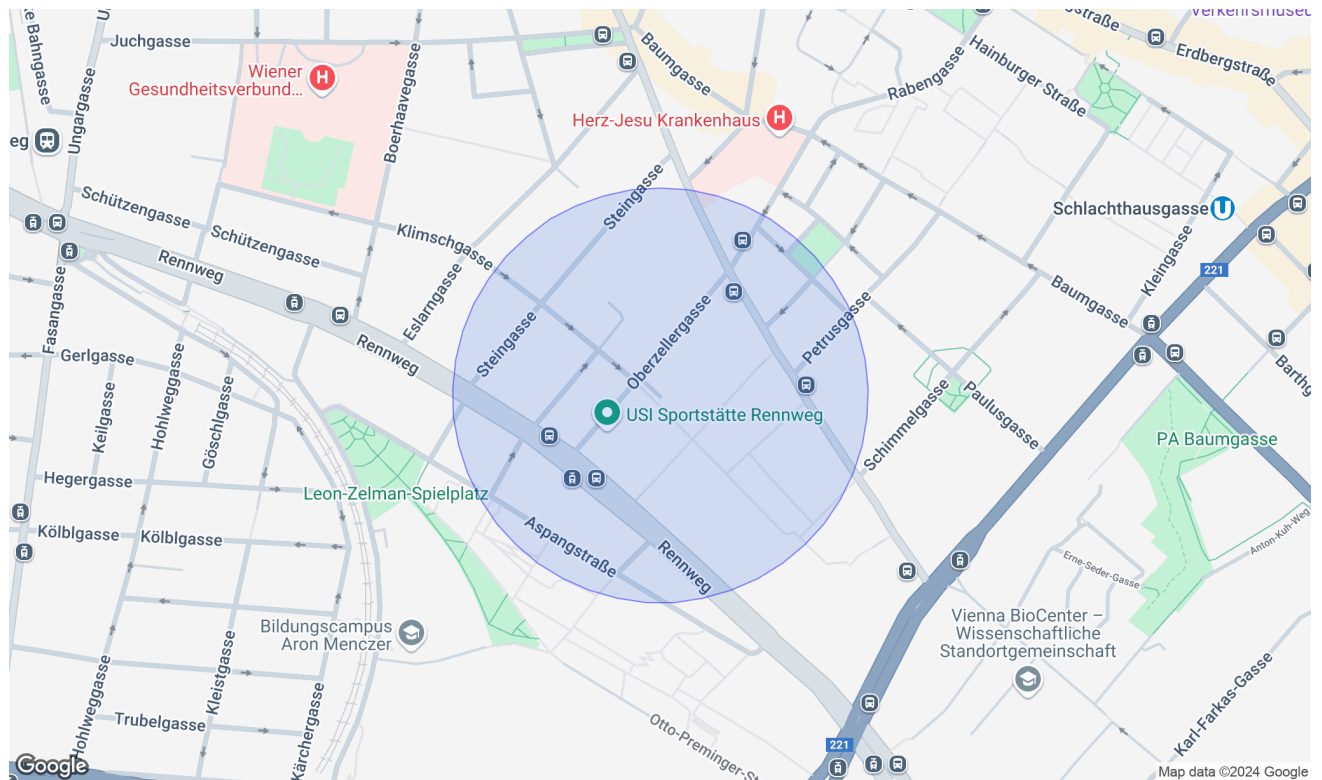 Juchgasse
Baumgasse
Hainburger Straße
Erdbergstraße
Wiener
Gesundheitsverbund...
Rabengasse
Herz-Jesu Krankenhaus
Ungargasse
Boerhaavegasse
eg
Steingasse
Schützengasse
Schützengasse
Klimschgasse
Schlachthausgasse
Kleingasse
Rennweg
Eslarngasse
221
Baumgasse
Fasangasse
Oberzellergasse
Petrusgasse
Rennweg
Steingasse
Gerlgasse
Keilgasse
Hohlweggasse
Göschlgasse
USI Sportstätte Rennweg
Schimmelgasse
Paulusgasse
PA Baumgasse
Hegergasse
Leon-Zelman-Spielplatz
Kölblgasse
Kölblgasse
Aspangstraße
Rennweg
Anton-Kuh-Weg
Erne-Seder-Gasse
Bildungscampus
Aron Menczer
Vienna BioCenter –
Wissenschaftliche
Standortgemeinschaft
Kleistgasse
Hohlweggasse
Trubelgasse
Kärchergasse
Otto-Preminger-St
Karl-Farkas-Gasse
221
Google
Map data ©2024 Google